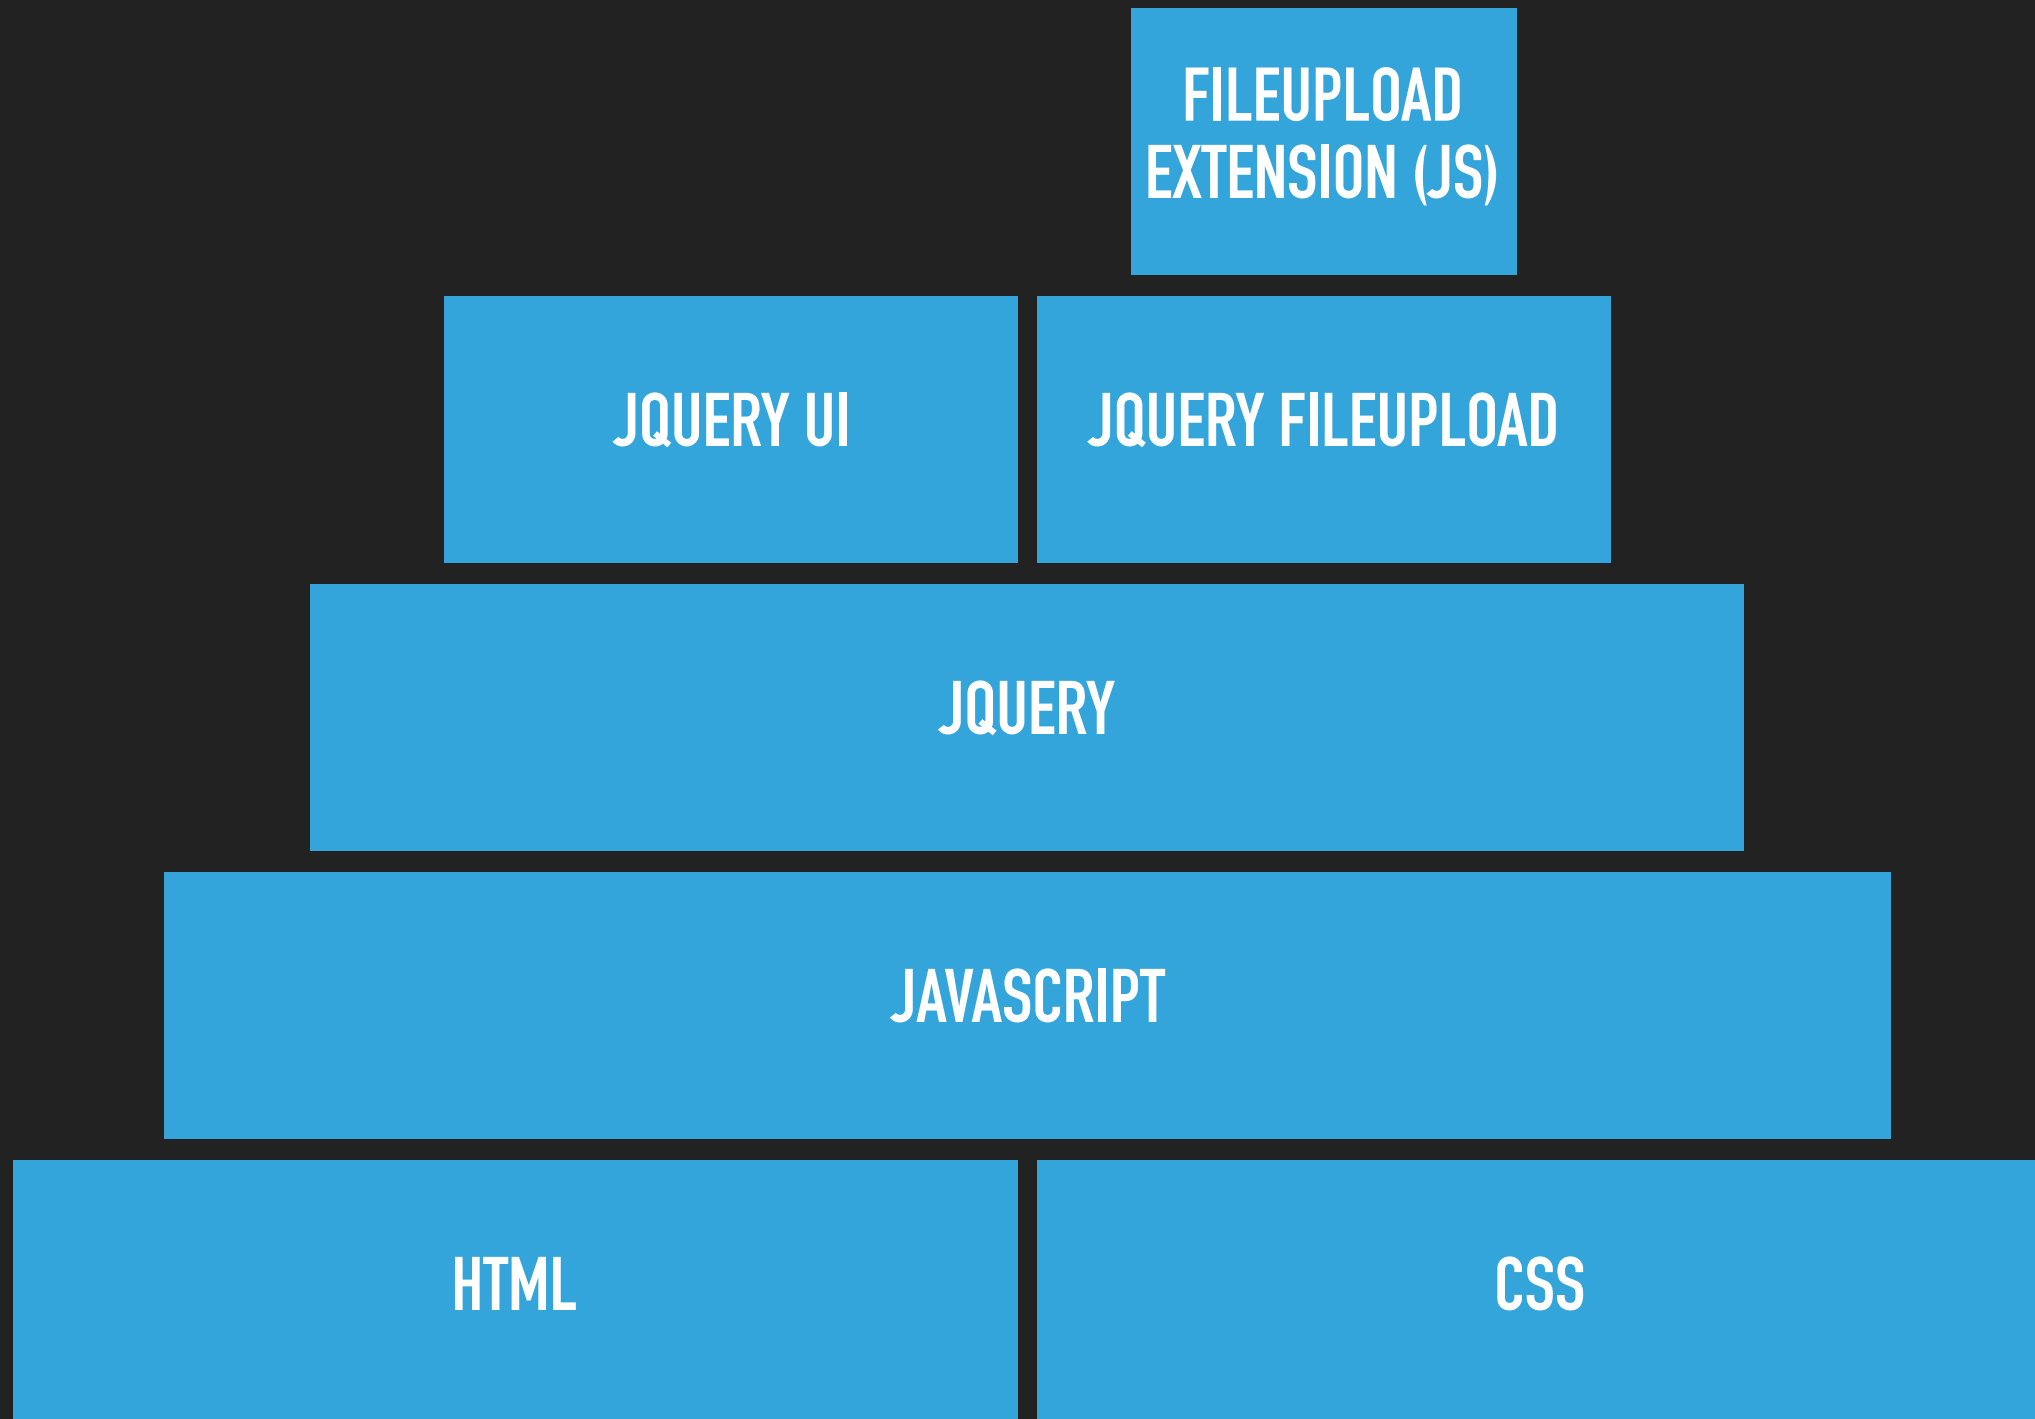 FILEUPLOAD
EXTENSION (JS)
JQUERY UI
JQUERY FILEUPLOAD
JQUERY
JAVASCRIPT
HTML
CSS